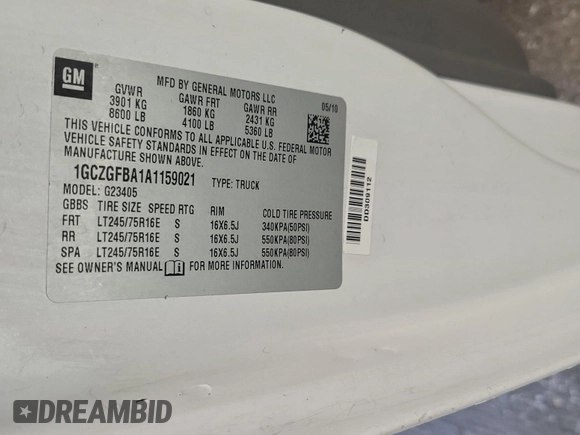 GM
MFD BY GENERAL MOTORS LLC
05/10
GVWR GAWR FRT GAWR RR
3901 KG 1860 KG 2431 KG
8600 LB 4100 LB 5360 LB
THIS VEHICLE CONFORMS TO ALL APPLICABLE U.S. FEDERAL MOTOR
VEHICLE SAFETY STANDARDS IN EFFECT ON THE DATE OF
MANUFACTURE SHOWN ABOVE.
1GCZGFBA1A1159021 TYPE: TRUCK
MODEL: G23405
GBBS TIRE SIZE SPEED RTG RIM COLD TIRE PRESSURE
FRT LT245/75R16E S 16X6.5J 340KPA(50PSI)
RR LT245/75R16E S 16X6.5J 550KPA(80PSI)
SPA LT245/75R16E S 16X6.5J 550KPA(80PSI)
SEE OWNER'S MANUAL FOR MORE INFORMATION.
D0309112
DREAMBID